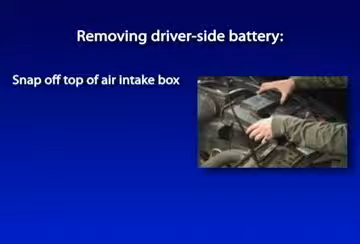 Removing driver-side battery:
Snap off top of air intake box